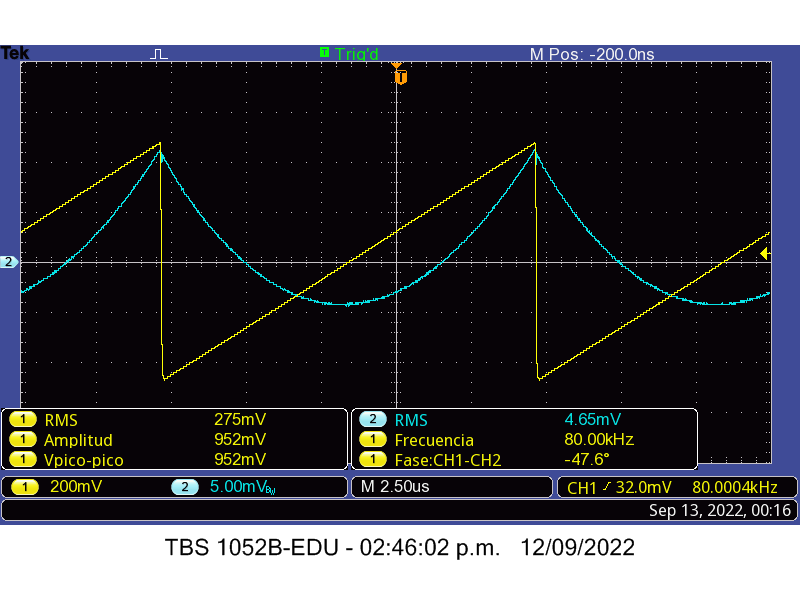 Tek Trig'd M Pos: -200.0ns
T
T
2
1 RMS 275mV 2 RMS 4.65mV
1 Amplitud 952mV 1 Frecuencia 80.00kHz
1 Vpico-pico 952mV 1 Fase:CH1-CH2 -47.6°
1 200mV 2 5.00mVBW M 2.50us CH1 32.0mV 80.0004kHz
Sep 13, 2022, 00:16
TBS 1052B-EDU - 02:46:02 p.m. 12/09/2022